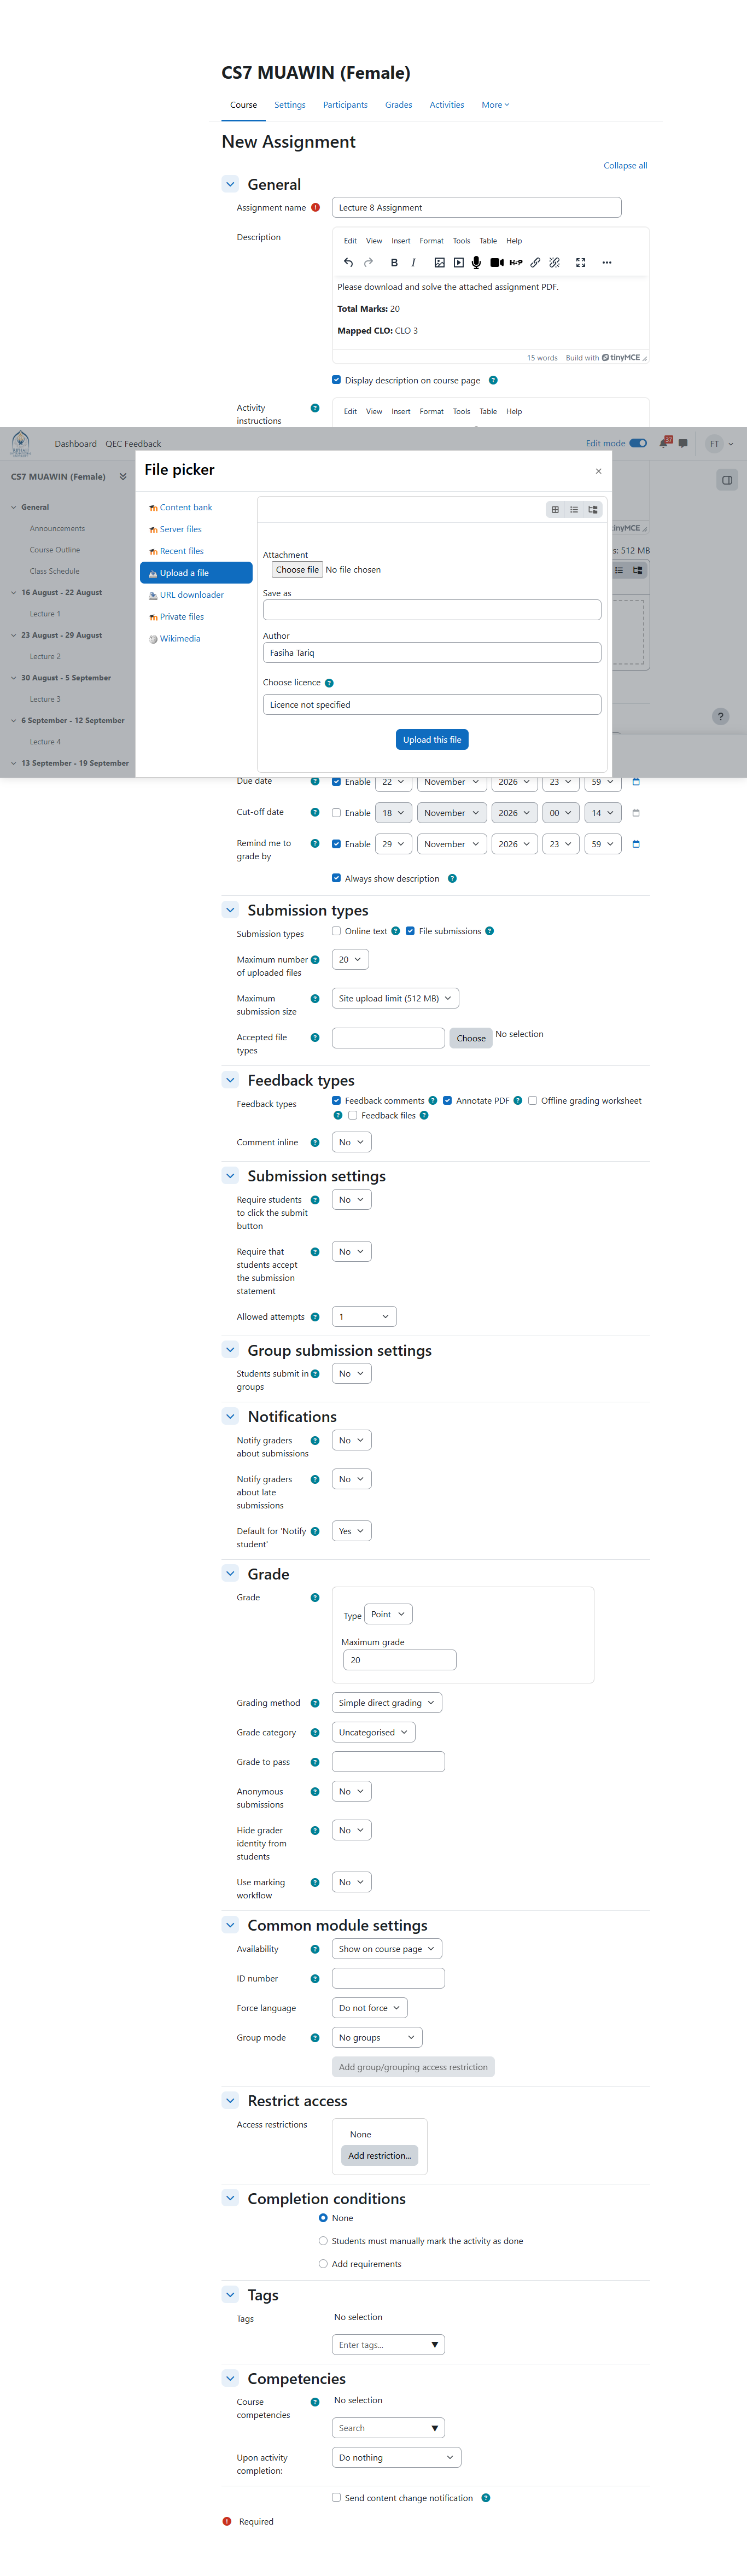 CS7 MUAWIN (Female)
Course Settings Participants Grades Activities More
New Assignment
Collapse all
General
Assignment name Lecture 8 Assignment
Description
Edit View Insert Format Tools Table Help
B I H-P
Please download and solve the attached assignment PDF.
Total Marks: 20
Mapped CLO: CLO 3
15 words Build with tinyMCE
Display description on course page
Activity instructions
Edit View Insert Format Tools Table Help
Dashboard QEC Feedback Edit mode FT
CS7 MUAWIN (Female)
General
Announcements
Course Outline
Class Schedule
16 August - 22 August
Lecture 1
23 August - 29 August
Lecture 2
30 August - 5 September
Lecture 3
6 September - 12 September
Lecture 4
13 September - 19 September
File picker
Content bank
Server files
Recent files
Upload a file
URL downloader
Private files
Wikimedia
Attachment
Choose file No file chosen
Save as
Author
Fasiha Tariq
Choose licence
Licence not specified
Upload this file
inyMCE
s: 512 MB
Due date Enable 22 November 2026 23 59
Cut-off date Enable 18 November 2026 00 14
Remind me to grade by Enable 29 November 2026 23 59
Always show description
Submission types
Submission types Online text File submissions
Maximum number of uploaded files 20
Maximum submission size Site upload limit (512 MB)
Accepted file types Choose No selection
Feedback types
Feedback types Feedback comments Annotate PDF Offline grading worksheet
Feedback files
Comment inline No
Submission settings
Require students to click the submit button No
Require that students accept the submission statement No
Allowed attempts 1
Group submission settings
Students submit in groups No
Notifications
Notify graders about submissions No
Notify graders about late submissions No
Default for 'Notify student' Yes
Grade
Grade
Type Point
Maximum grade
20
Grading method Simple direct grading
Grade category Uncategorised
Grade to pass
Anonymous submissions No
Hide grader identity from students No
Use marking workflow No
Common module settings
Availability Show on course page
ID number
Force language Do not force
Group mode No groups
Add group/grouping access restriction
Restrict access
Access restrictions
None
Add restriction...
Completion conditions
None
Students must manually mark the activity as done
Add requirements
Tags
Tags No selection
Enter tags...
Competencies
Course competencies No selection
Search
Upon activity completion: Do nothing
Send content change notification
Required